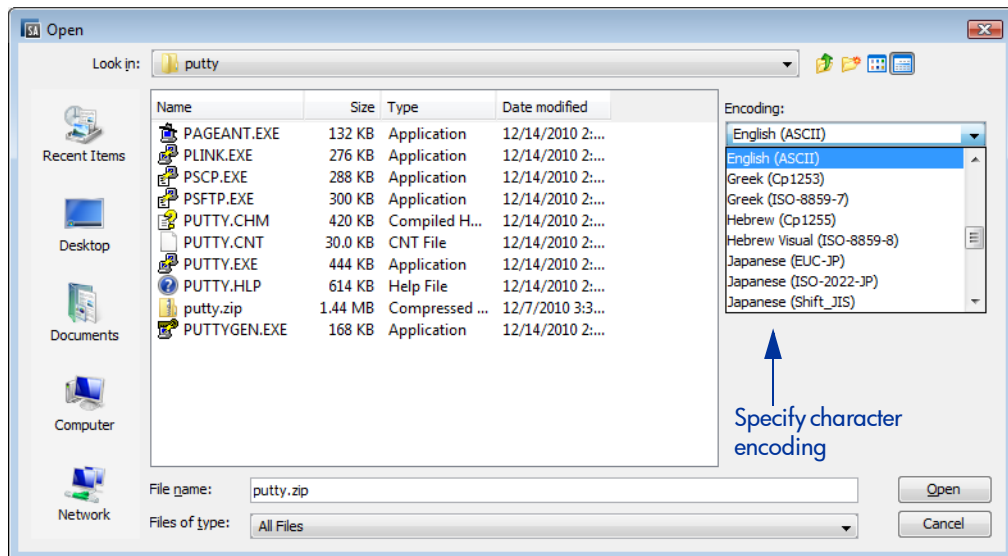 SA Open
Look in: putty
Name Size Type Date modified
PAGEANT.EXE 132 KB Application 12/14/2010 2:...
PLINK.EXE 276 KB Application 12/14/2010 2:...
PSCP.EXE 288 KB Application 12/14/2010 2:...
PSFTP.EXE 300 KB Application 12/14/2010 2:...
PUTTY.CHM 420 KB Compiled H... 12/14/2010 2:...
PUTTY.CNT 30.0 KB CNT File 12/14/2010 2:...
PUTTY.EXE 444 KB Application 12/14/2010 2:...
PUTTY.HLP 614 KB Help File 12/14/2010 2:...
putty.zip 1.44 MB Compressed ... 12/7/2010 3:3...
PUTTYGEN.EXE 168 KB Application 12/14/2010 2:...
Recent Items
Desktop
Documents
Computer
Network
Encoding:
English (ASCII)
English (ASCII)
Greek (Cp1253)
Greek (ISO-8859-7)
Hebrew (Cp1255)
Hebrew Visual (ISO-8859-8)
Japanese (EUC-JP)
Japanese (ISO-2022-JP)
Japanese (Shift_JIS)
Specify character
encoding
File name: putty.zip
Open
Files of type: All Files
Cancel